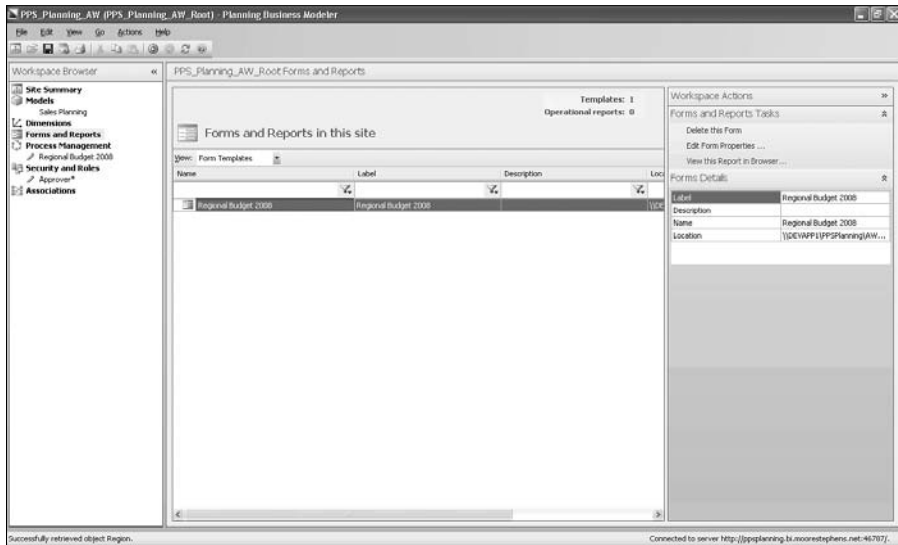 PPS_Planning_AW (PPS_Planning_AW_Root) - Planning Business Modeler
File Edit View Go Actions Help
Workspace Browser «
PPS_Planning_AW_Root Forms and Reports
Site Summary
Models
Sales Planning
Dimensions
Forms and Reports
Process Management
Regional Budget 2008
Security and Roles
Approver*
Associations
Templates: 1
Operational reports: 0
Forms and Reports in this site
View: Form Templates
Name Label Description Loca
Regional Budget 2008 Regional Budget 2008 \\DE
Workspace Actions »
Forms and Reports Tasks
Delete this Form
Edit Form Properties ...
View this Report in Browser...
Forms Details
Label Regional Budget 2008
Description
Name Regional Budget 2008
Location \\DEVAPP1\PPSPlanning\AW...
Successfully retrieved object Region.
Connected to server http://ppsplanning.bi.moorestephens.net:46787/.